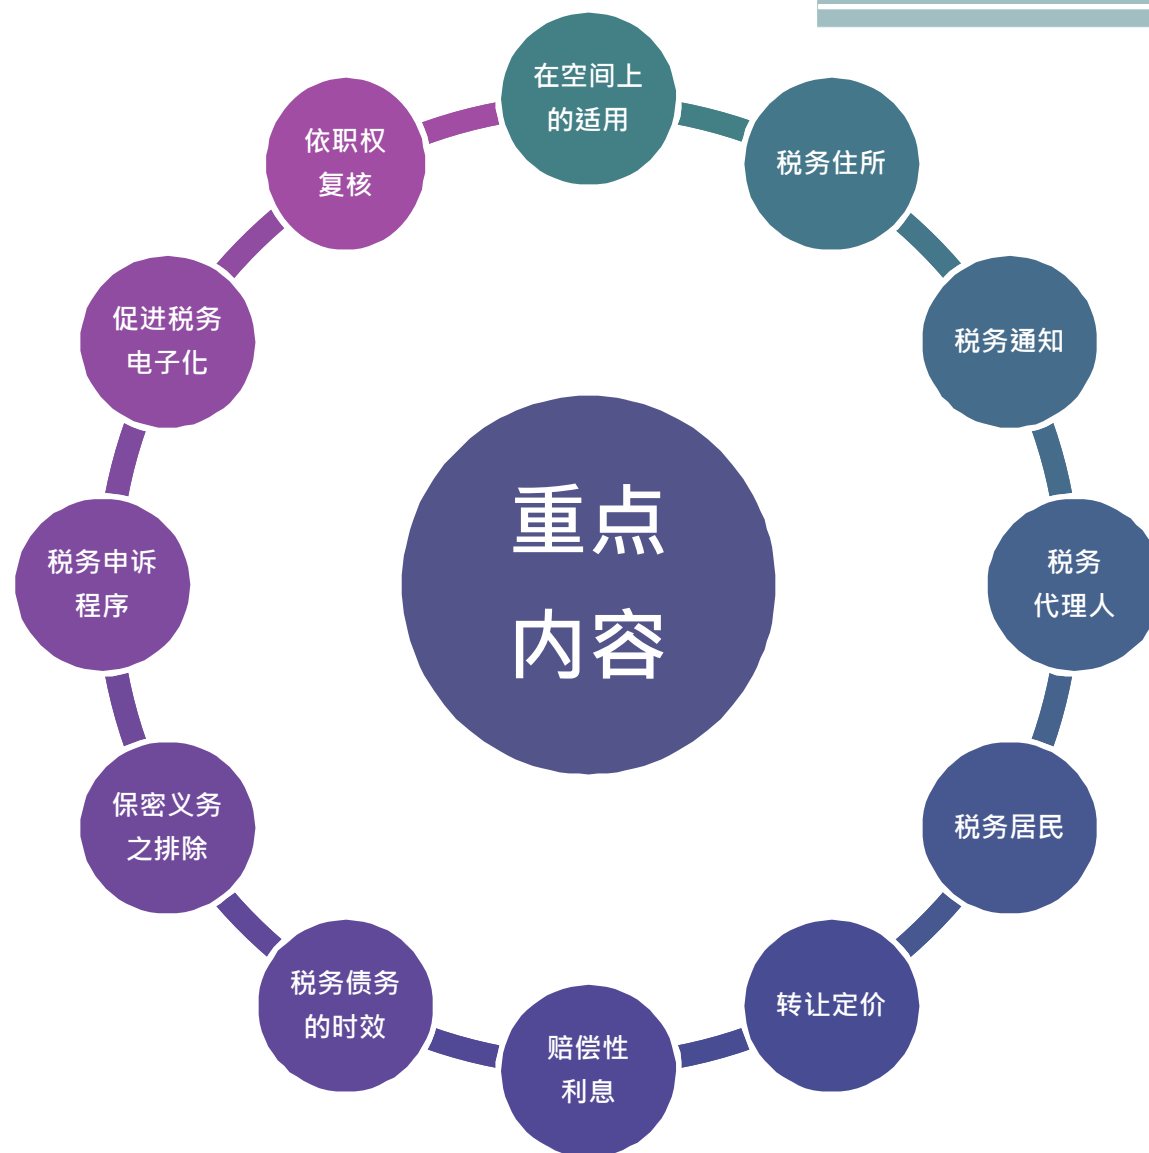 重点
内容
在空间上
的适用
税务住所
税务通知
税务
代理人
税务居民
转让定价
赔偿性
利息
税务债务
的时效
保密义务
之排除
税务申诉
程序
促进税务
电子化
依职权
复核